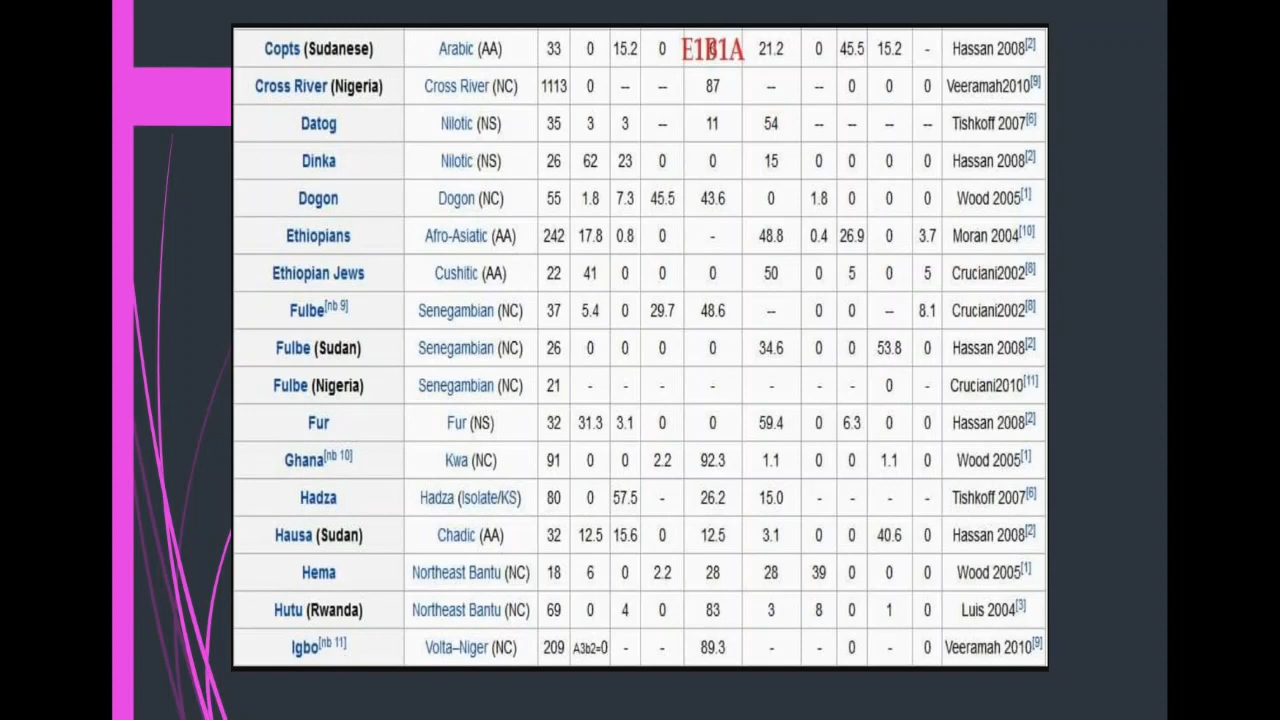 Copts (Sudanese) Arabic (AA) 33 0 15.2 0 E1B1A 21.2 0 45.5 15.2 - Hassan 2008[2]
Cross River (Nigeria) Cross River (NC) 1113 0 -- -- 87 -- -- 0 0 0 Veeramah2010[9]
Datog Nilotic (NS) 35 3 3 -- 11 54 -- -- -- -- Tishkoff 2007[6]
Dinka Nilotic (NS) 26 62 23 0 0 15 0 0 0 0 Hassan 2008[2]
Dogon Dogon (NC) 55 1.8 7.3 45.5 43.6 0 1.8 0 0 0 Wood 2005[1]
Ethiopians Afro-Asiatic (AA) 242 17.8 0.8 0 - 48.8 0.4 26.9 0 3.7 Moran 2004[10]
Ethiopian Jews Cushitic (AA) 22 41 0 0 0 50 0 5 0 5 Cruciani2002[8]
Fulbe[nb 9] Senegambian (NC) 37 5.4 0 29.7 48.6 -- 0 0 -- 8.1 Cruciani2002[8]
Fulbe (Sudan) Senegambian (NC) 26 0 0 0 0 34.6 0 0 53.8 0 Hassan 2008[2]
Fulbe (Nigeria) Senegambian (NC) 21 - - - - - - - 0 - Cruciani2010[11]
Fur Fur (NS) 32 31.3 3.1 0 0 59.4 0 6.3 0 0 Hassan 2008[2]
Ghana[nb 10] Kwa (NC) 91 0 0 2.2 92.3 1.1 0 0 1.1 0 Wood 2005[1]
Hadza Hadza (Isolate/KS) 80 0 57.5 - 26.2 15.0 - - - - Tishkoff 2007[6]
Hausa (Sudan) Chadic (AA) 32 12.5 15.6 0 12.5 3.1 0 0 40.6 0 Hassan 2008[2]
Hema Northeast Bantu (NC) 18 6 0 2.2 28 28 39 0 0 0 Wood 2005[1]
Hutu (Rwanda) Northeast Bantu (NC) 69 0 4 0 83 3 8 0 1 0 Luis 2004[3]
Igbo[nb 11] Volta–Niger (NC) 209 A3b2=0 - - 89.3 - - 0 - 0 Veeramah 2010[9]